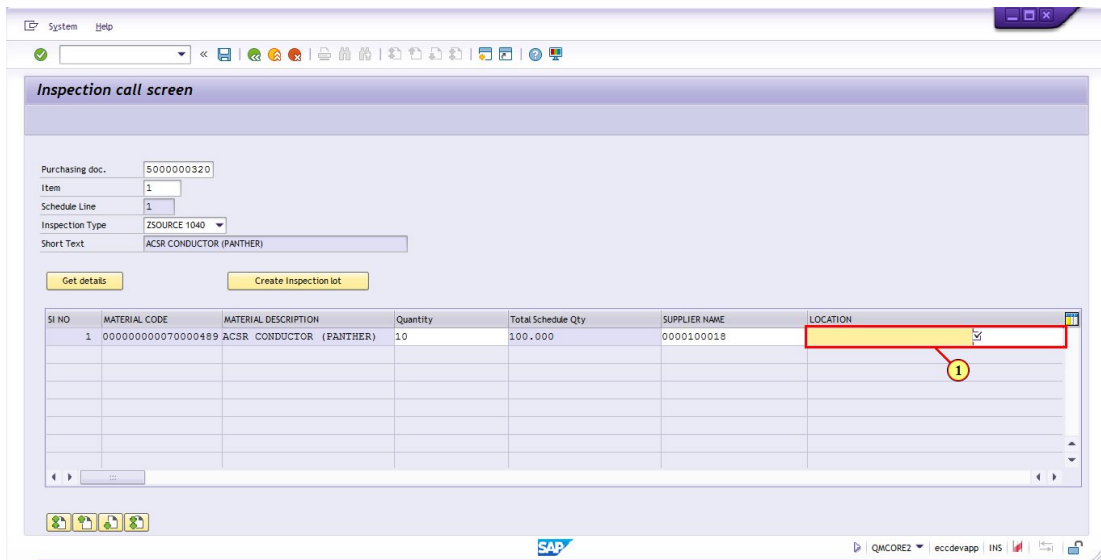 System Help
Inspection call screen
Purchasing doc. 5000000320
Item 1
Schedule Line 1
Inspection Type ZSOURCE 1040
Short Text ACSR CONDUCTOR (PANTHER)
Get details Create Inspection lot
SI NO MATERIAL CODE MATERIAL DESCRIPTION Quantity Total Schedule Qty SUPPLIER NAME LOCATION
1 000000000070000489 ACSR CONDUCTOR (PANTHER) 10 100.000 0000100018
1
SAP QMCORE2 eccdevapp INS